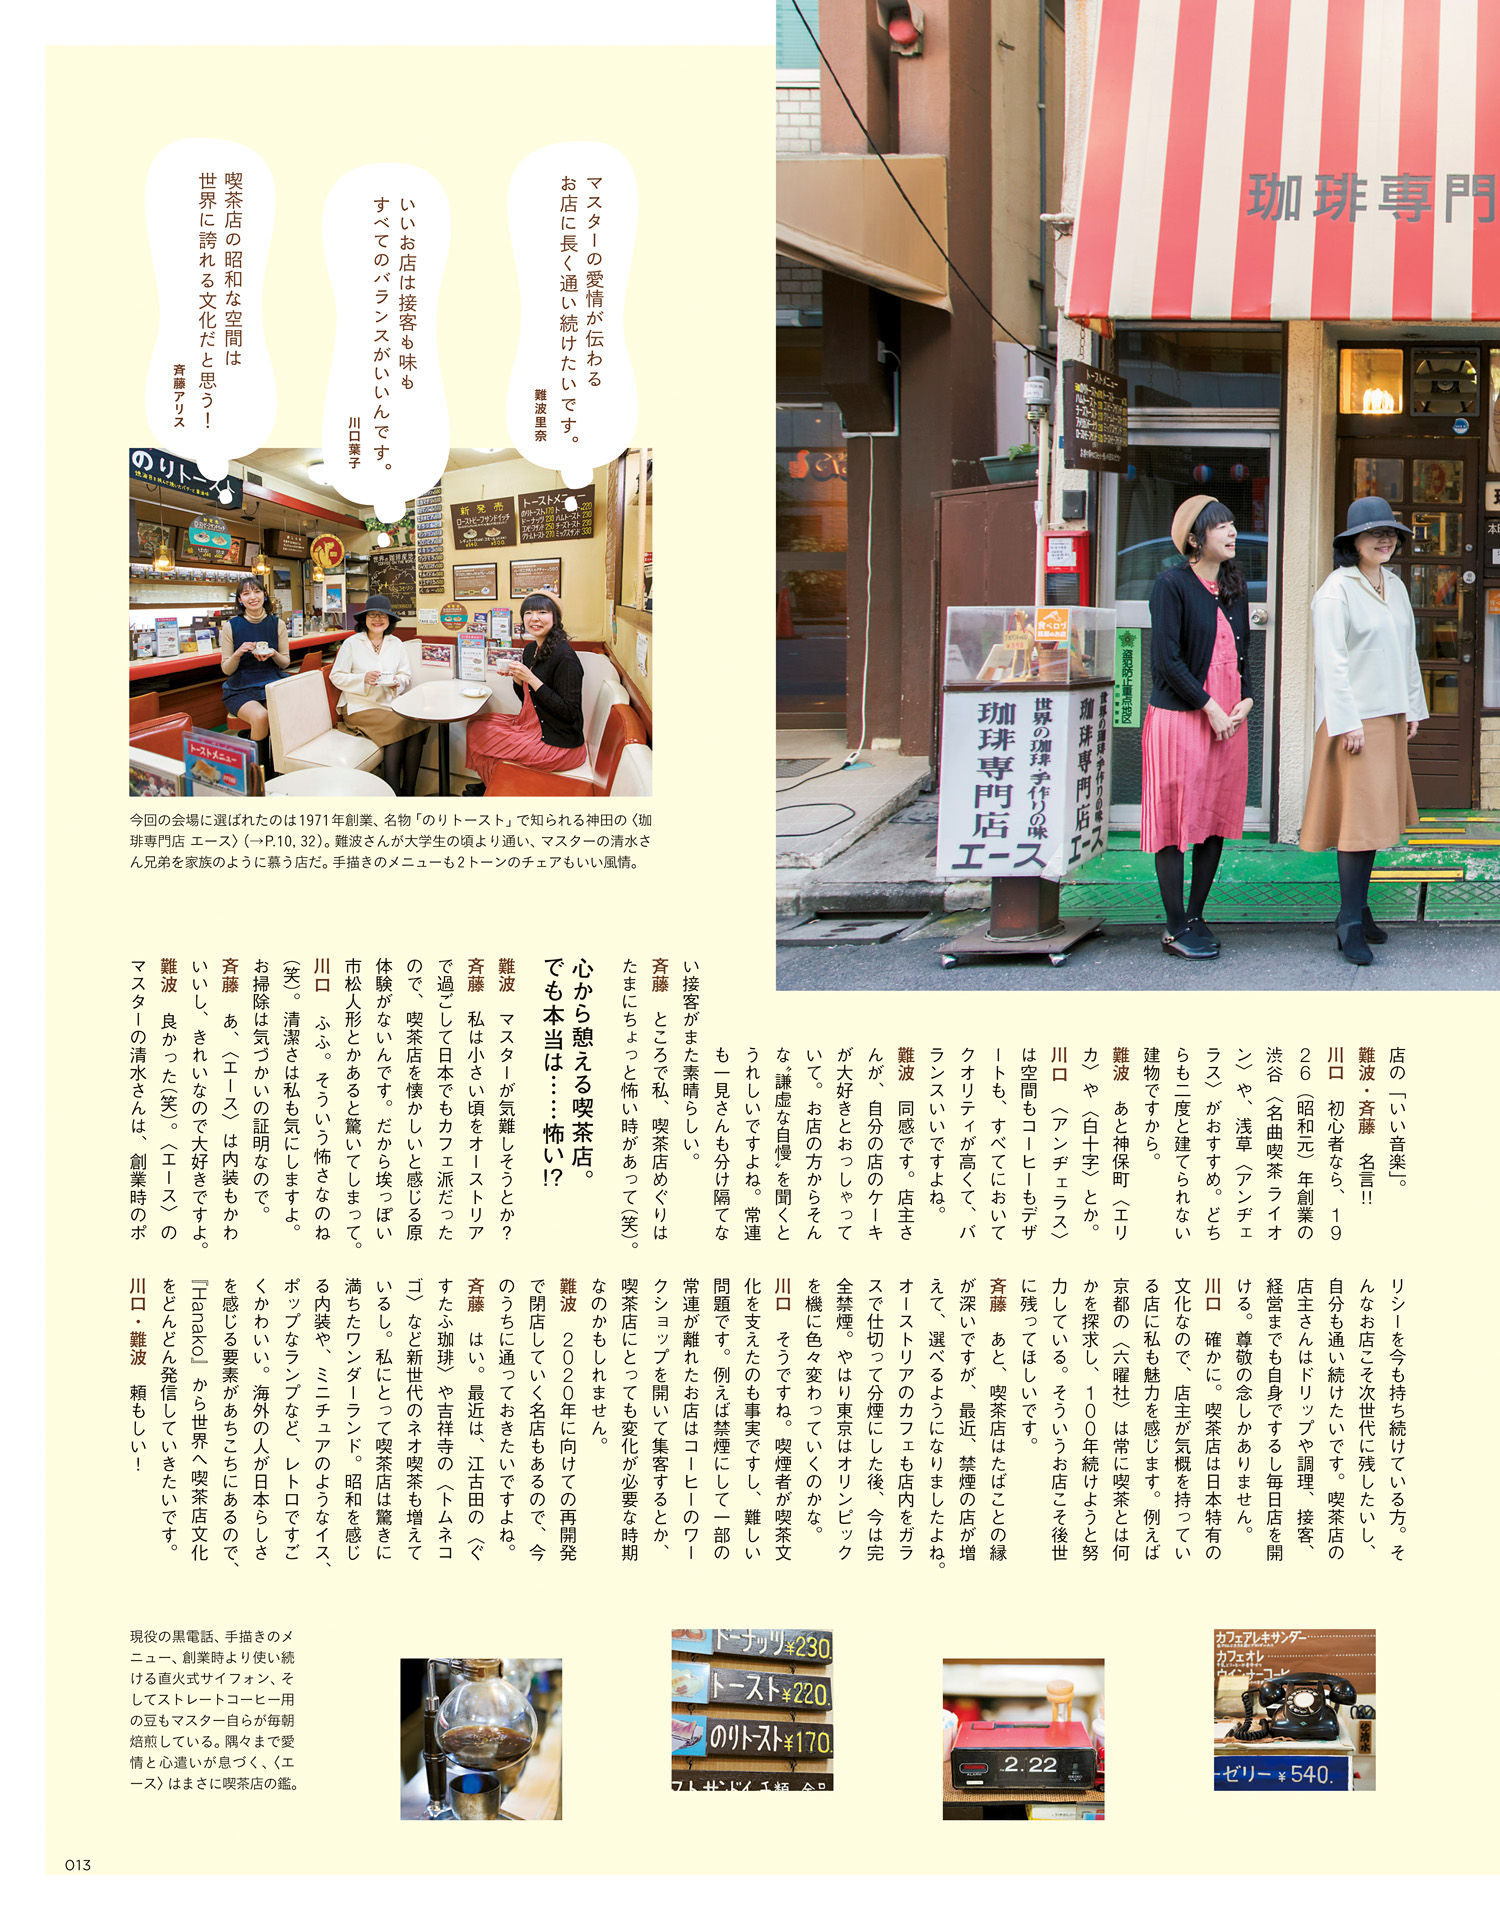 マスターの愛情が伝わる
お店に長く通い続けたいです。
難波里奈
いいお店は接客も味も
すべてのバランスがいいんです。
川口葉子
喫茶店の昭和な空間は
世界に誇れる文化だと思う！
斉藤アリス
珈琲専門
トーストメニュー
世界の珈琲・手作りの味
珈琲専門店
エース
盗犯防止重点地区
のりトースト
新発売
ローストビーフサンドイッチ
トーストメニュー
今回の会場に選ばれたのは1971年創業、名物「のりトースト」で知られる神田の〈珈
琲専門店 エース〉（→P.10, 32）。難波さんが大学生の頃より通い、マスターの清水さ
ん兄弟を家族のように慕う店だ。手描きのメニューも2トーンのチェアもいい風情。
店の「いい音楽」。
難波・斉藤　名言!!
川口　初心者なら、１９
２６（昭和元）年創業の
渋谷〈名曲喫茶 ライオ
ン〉や、浅草〈アンヂェ
ラス〉がおすすめ。どち
らも二度と建てられない
建物ですから。
難波　あと神保町〈エリ
カ〉や〈白十字〉とか。
川口　〈アンヂェラス〉
は空間もコーヒーもデザ
ートも、すべてにおいて
クオリティが高くて、バ
ランスいいですよね。
難波　同感です。店主さ
んが、自分の店のケーキ
が大好きとおっしゃって
いて。お店の方からそん
な〝謙虚な自慢〟を聞くと
うれしいですよね。常連
も一見さんも分け隔てな
い接客がまた素晴らしい。
斉藤　ところで私、喫茶店めぐりは
たまにちょっと怖い時があって（笑）。
心から憩える喫茶店。
でも本当は……怖い!?
難波　マスターが気難しそうとか？
斉藤　私は小さい頃をオーストリア
で過ごして日本でもカフェ派だった
ので、喫茶店を懐かしいと感じる原
体験がないんです。だから埃っぽい
市松人形とかあると驚いてしまって。
川口　ふふ。そういう怖さなのね
（笑）。清潔さは私も気にしますよ。
お掃除は気づかいの証明なので。
斉藤　あ、〈エース〉は内装もかわ
いいし、きれいなので大好きですよ。
難波　良かった（笑）。〈エース〉の
マスターの清水さんは、創業時のポ
リシーを今も持ち続けている方。そ
んなお店こそ次世代に残したいし、
自分も通い続けたいです。喫茶店の
店主さんはドリップや調理、接客、
経営までも自身でするし毎日店を開
ける。尊敬の念しかありません。
川口　確かに。喫茶店は日本特有の
文化なので、店主が気概を持ってい
る店に私も魅力を感じます。例えば
京都の〈六曜社〉は常に喫茶とは何
かを探求し、１００年続けようと努
力している。そういうお店こそ後世
に残ってほしいです。
斉藤　あと、喫茶店はたばことの縁
が深いですが、最近、禁煙の店が増
えて、選べるようになりましたよね。
オーストリアのカフェも店内をガラ
スで仕切って分煙にした後、今は完
全禁煙。やはり東京はオリンピック
を機に色々変わっていくのかな。
川口　そうですね。喫煙者が喫茶文
化を支えたのも事実ですし、難しい
問題です。例えば禁煙にして一部の
常連が離れたお店はコーヒーのワー
クショップを開いて集客するとか、
喫茶店にとっても変化が必要な時期
なのかもしれません。
難波　２０２０年に向けての再開発
で閉店していく名店もあるので、今
のうちに通っておきたいですよね。
斉藤　はい。最近は、江古田の〈ぐ
すたふ珈琲〉や吉祥寺の〈トムネコ
ゴ〉など新世代のネオ喫茶も増えて
いるし。私にとって喫茶店は驚きに
満ちたワンダーランド。昭和を感じ
る内装や、ミニチュアのようなイス、
ポップなランプなど、レトロですご
くかわいい。海外の人が日本らしさ
を感じる要素があちこちにあるので、
『Hanako』から世界へ喫茶店文化
をどんどん発信していきたいです。
川口・難波　頼もしい！
現役の黒電話、手描きのメ
ニュー、創業時より使い続
ける直火式サイフォン、そ
してストレートコーヒー用
の豆もマスター自らが毎朝
焙煎している。隅々まで愛
情と心遣いが息づく、〈エ
ース〉はまさに喫茶店の鑑。
ドーナッツ¥230.
トースト¥220.
のりトースト¥170.
2.22
カフェアレキサンダー
カフェオレ
ウインナーコーヒー
ゼリー¥540.
013